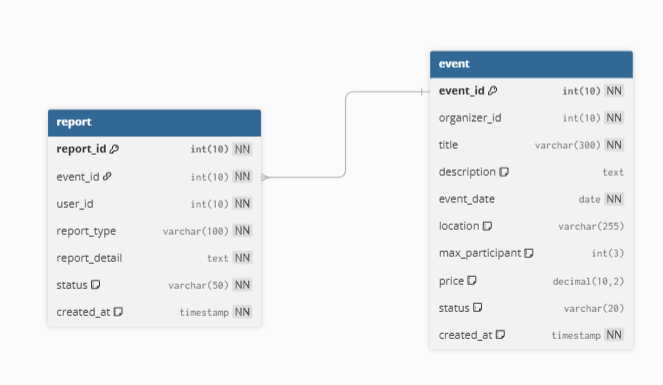 report
report_id int(10) NN
event_id int(10) NN
user_id int(10) NN
report_type varchar(100) NN
report_detail text NN
status varchar(50) NN
created_at timestamp NN
event
event_id int(10) NN
organizer_id int(10) NN
title varchar(300) NN
description text
event_date date NN
location varchar(255)
max_participant int(3)
price decimal(10,2)
status varchar(20)
created_at timestamp NN